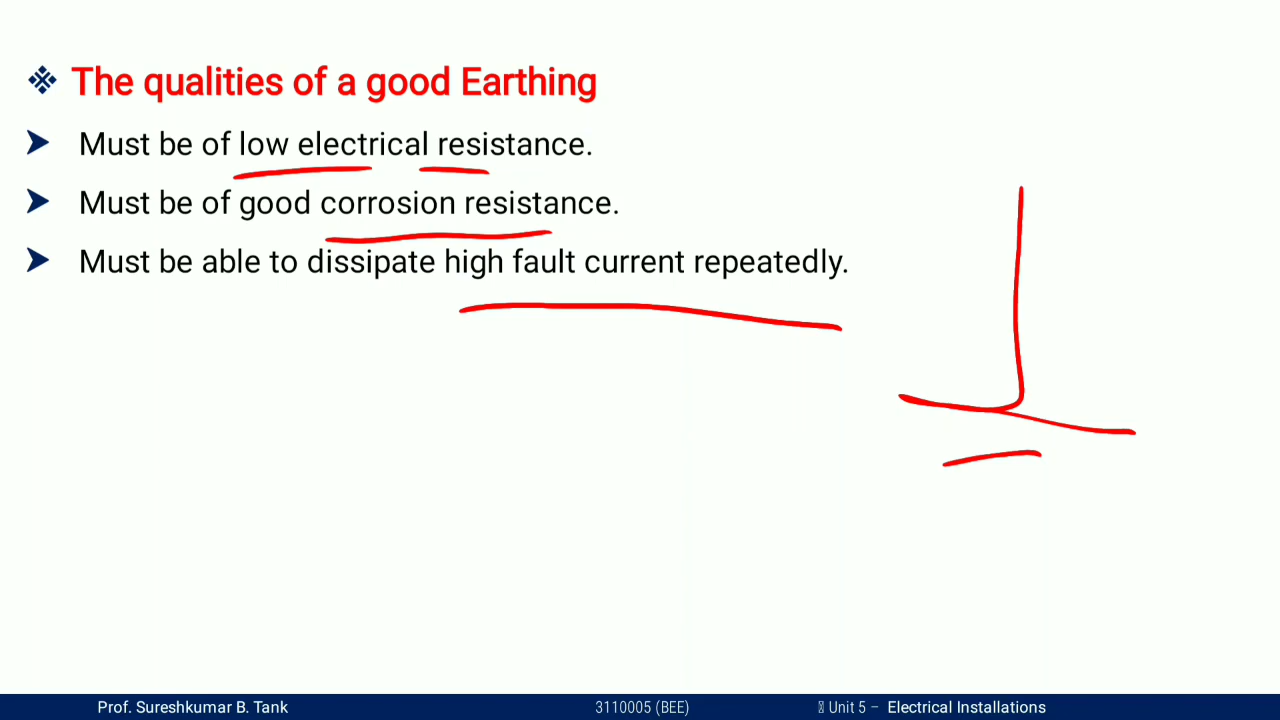 The qualities of a good Earthing
Must be of low electrical resistance.
Must be of good corrosion resistance.
Must be able to dissipate high fault current repeatedly.
Prof. Sureshkumar B. Tank 3110005 (BEE) Unit 5 – Electrical Installations